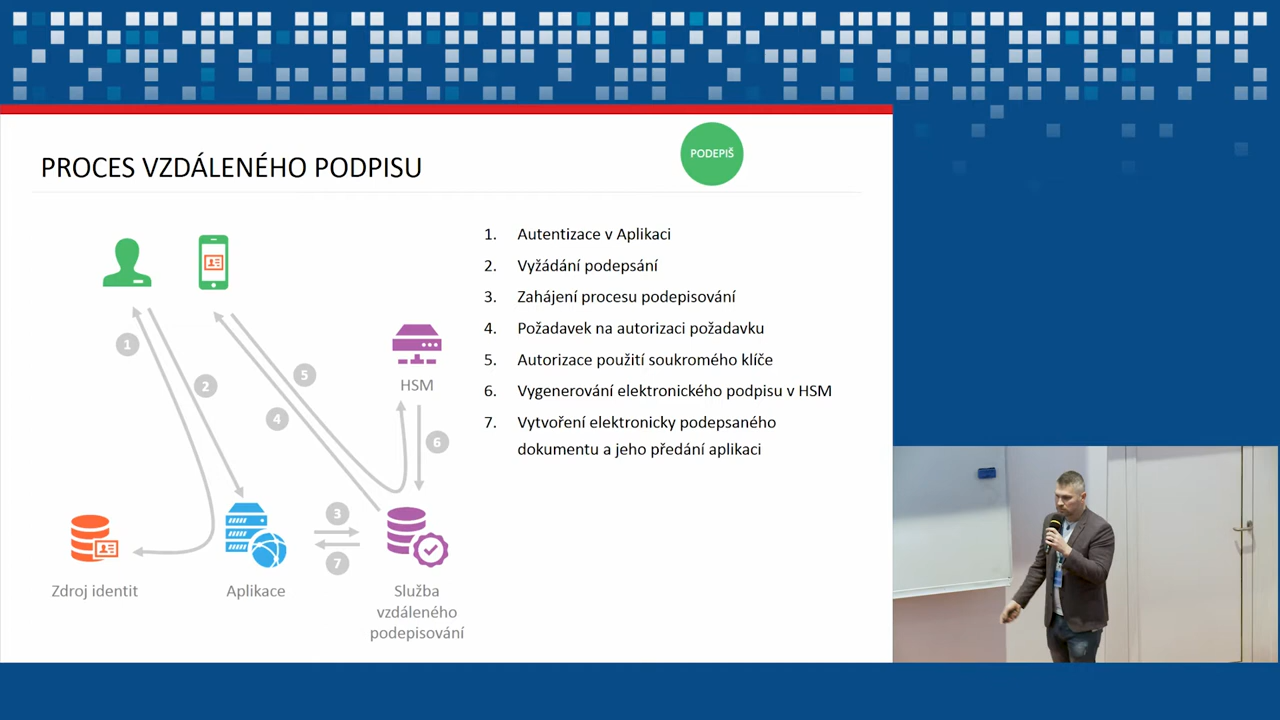 PROCES VZDÁLENÉHO PODPISU
PODEPIŠ
1. Autentizace v Aplikaci
2. Vyžádání podepsání
3. Zahájení procesu podepisování
4. Požadavek na autorizaci požadavku
5. Autorizace použití soukromého klíče
6. Vygenerování elektronického podpisu v HSM
7. Vytvoření elektronicky podepsaného
dokumentu a jeho předání aplikaci
1
2
5
4
HSM
6
3
7
Zdroj identit
Aplikace
Služba
vzdáleného
podepisování